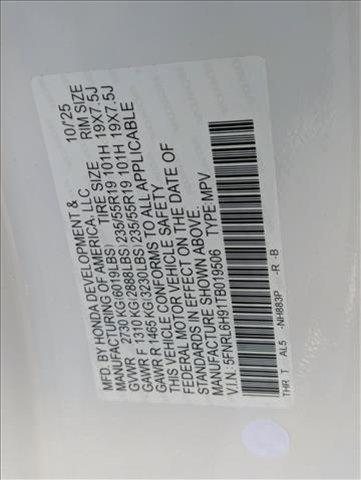 MFD. BY HONDA DEVELOPMENT & 10/25
MANUFACTURING OF AMERICA, LLC TIRE SIZE RIM SIZE
GVWR 2730 KG(6019LBS)
GAWR F 1310 KG(2888LBS) 235/55R19 101H 19X7.5J
GAWR R 1465 KG(3230LBS) 235/55R19 101H 19X7.5J
THIS VEHICLE CONFORMS TO ALL APPLICABLE
FEDERAL MOTOR VEHICLE SAFETY
STANDARDS IN EFFECT ON THE DATE OF
MANUFACTURE SHOWN ABOVE.
V.I.N: 5FNRL6H91TB019506 TYPE: MPV
THR T AL5 -NH883P -R -B